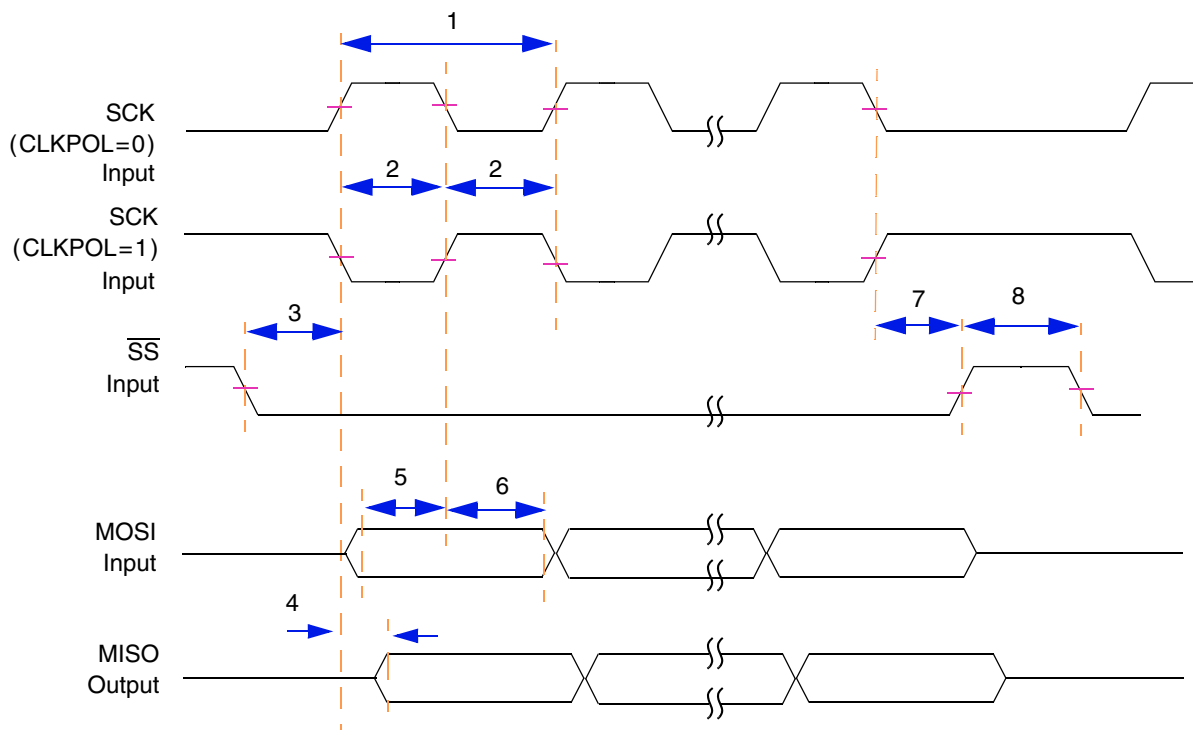 1
SCK
(CLKPOL=0)
Input
2 2
SCK
(CLKPOL=1)
Input
3 7 8
SS
Input
5 6
MOSI
Input
4
MISO
Output